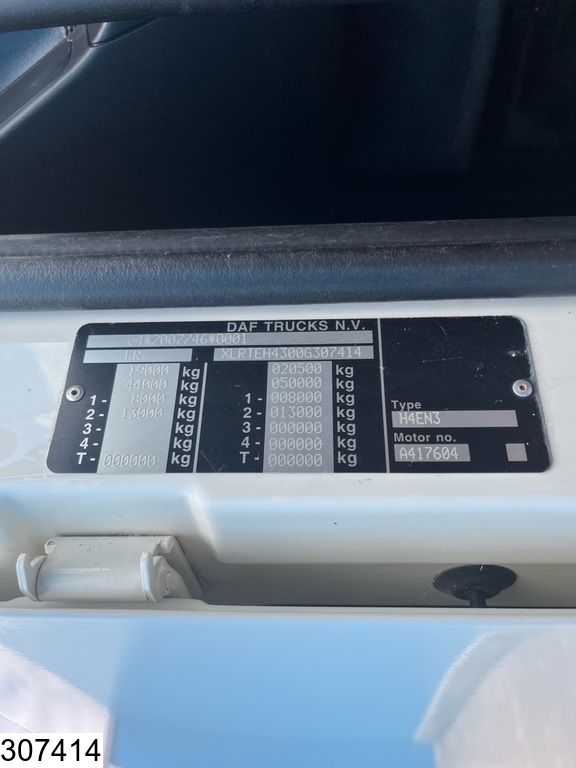 DAF TRUCKS N.V.
e4*2007/46*0001
LR XLRTEH4300G307414
19000 kg 020500 kg
44000 kg 050000 kg
1- 8000 kg 1- 008000 kg
2- 13000 kg 2- 013000 kg
3- kg 3- 000000 kg
4- kg 4- 000000 kg
T- 000000 kg T- 000000 kg
Type
H4EN3
Motor no.
A417604
307414